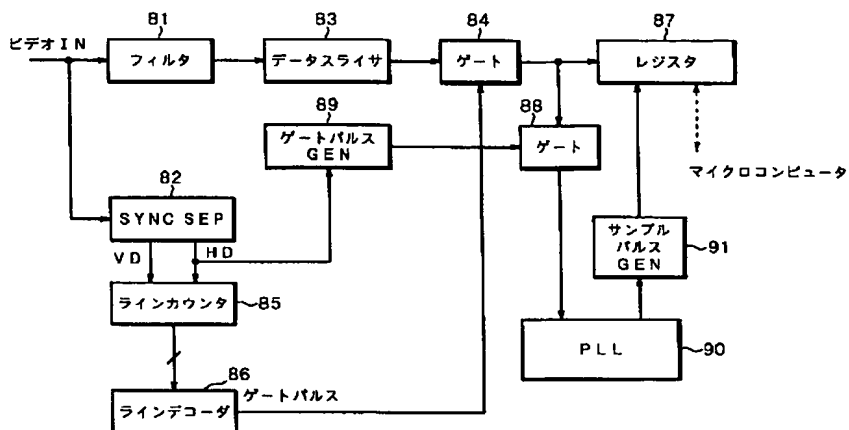 81
83
84
87
ビデオIN
フィルタ
データスライサ
ゲート
レジスタ
89
88
ゲートパルス
GEN
ゲート
マイクロコンピュータ
82
SYNC SEP
サンプル
パルス
GEN
91
VD
HD
ラインカウンタ
85
PLL
90
86
ゲートパルス
ラインデコーダ